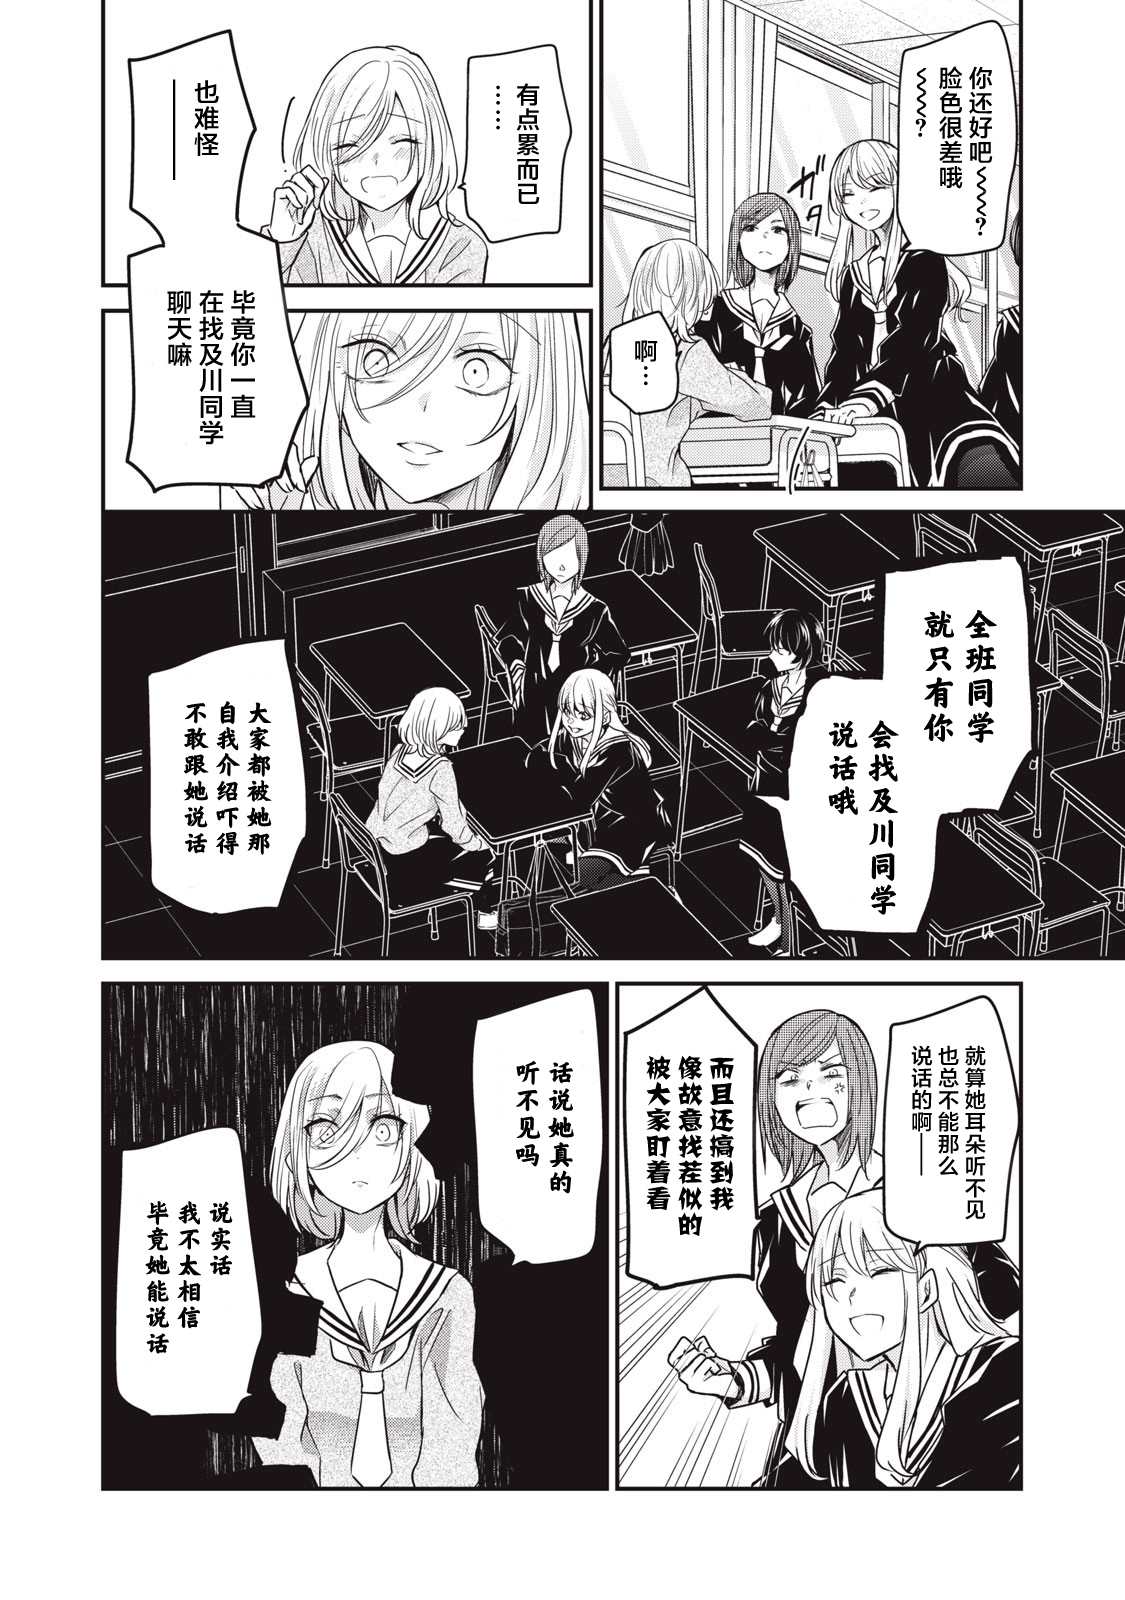 你还好吧~~~?
脸色很差哦
~~~?
ガタ
啊…
有点累而已
……
也难怪
——
毕竟你一直
在找及川同学
聊天嘛
全班同学
就只有你
会找及川同学
说话哦
大家都被她那
自我介绍吓得
不敢跟她说话
就算她耳朵听不见
也总不能那么
说话的啊—
而且还搞到我
像故意找茬似的
被大家盯着看
话说她真的
听不见吗
说实话
我不太相信
毕竟她能说话